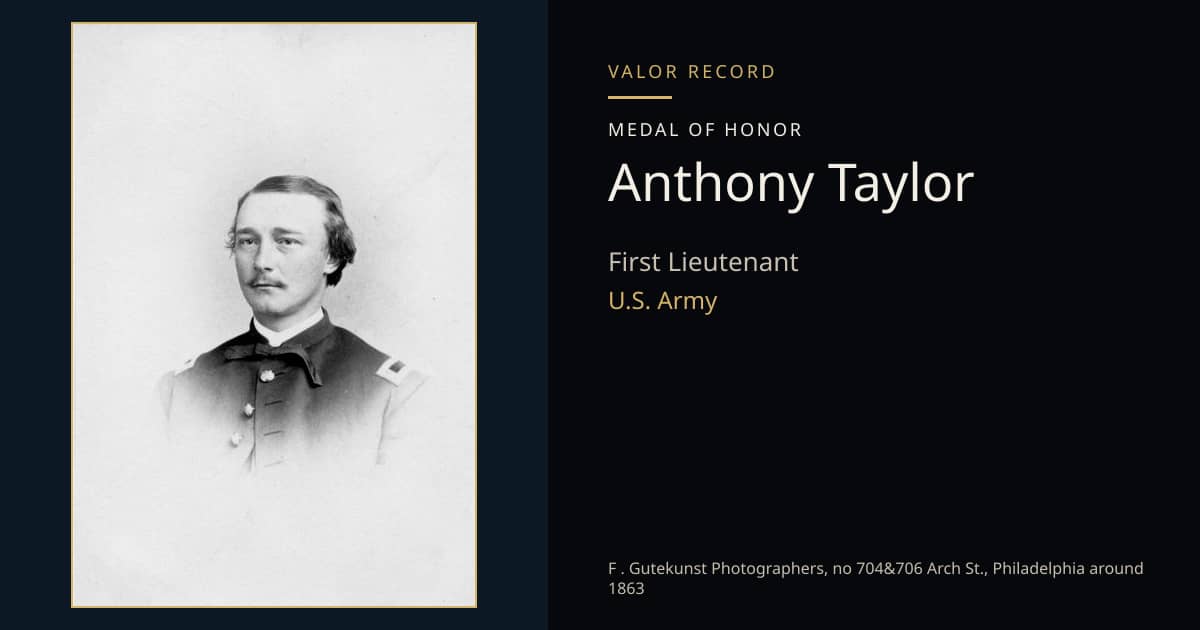 VALOR RECORD
MEDAL OF HONOR
Anthony Taylor
First Lieutenant
U.S. Army
F . Gutekunst Photographers, no 704&706 Arch St., Philadelphia around
1863